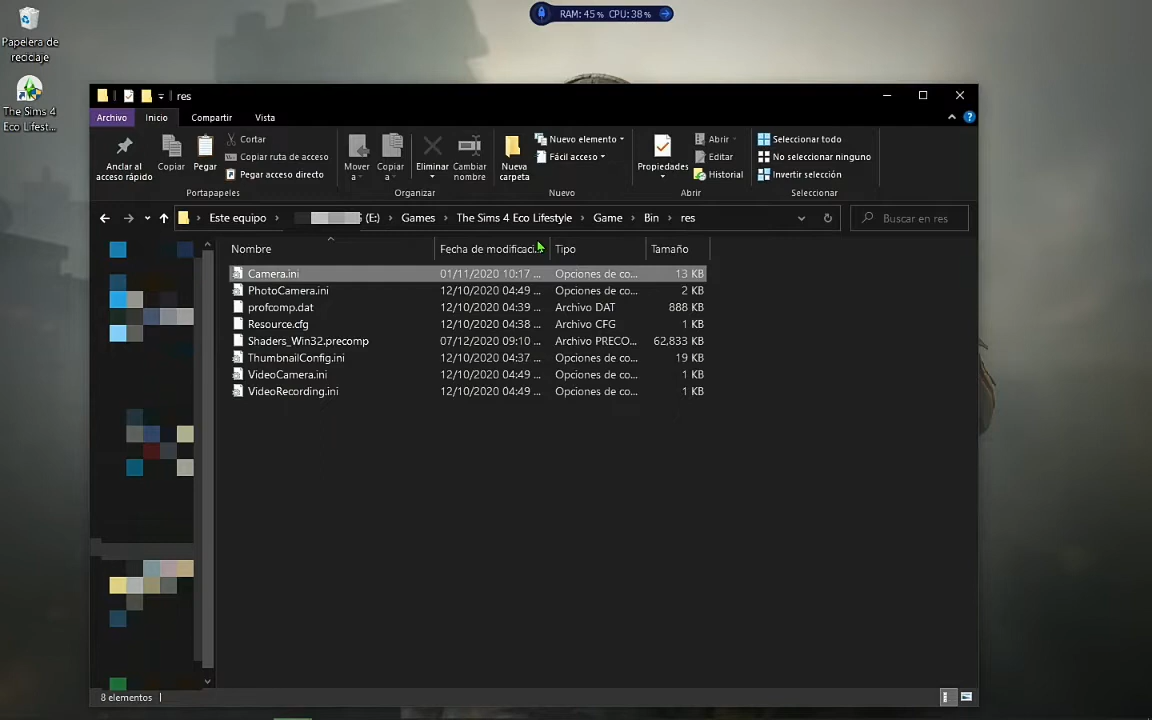 RAM: 45% CPU: 38%
Papelera de
reciclaje
The Sims 4
Eco Lifest...
res
Archivo Inicio Compartir Vista
Anclar al
acceso rápido
Copiar
Pegar
Cortar
Copiar ruta de acceso
Pegar acceso directo
Portapapeles
Mover
a
Copiar
a
Eliminar
Cambiar
nombre
Organizar
Nueva
carpeta
Nuevo elemento
Fácil acceso
Nuevo
Propiedades
Abrir
Editar
Historial
Abrir
Seleccionar todo
No seleccionar ninguno
Invertir selección
Seleccionar
Este equipo (E:) Games The Sims 4 Eco Lifestyle Game Bin res
Buscar en res
Nombre Fecha de modificaci... Tipo Tamaño
Camera.ini 01/11/2020 10:17 ... Opciones de co... 13 KB
PhotoCamera.ini 12/10/2020 04:49 ... Opciones de co... 2 KB
profcomp.dat 12/10/2020 04:39 ... Archivo DAT 888 KB
Resource.cfg 12/10/2020 04:38 ... Archivo CFG 1 KB
Shaders_Win32.precomp 07/12/2020 09:10 ... Archivo PRECO... 62,833 KB
ThumbnailConfig.ini 12/10/2020 04:37 ... Opciones de co... 19 KB
VideoCamera.ini 12/10/2020 04:49 ... Opciones de co... 1 KB
VideoRecording.ini 12/10/2020 04:49 ... Opciones de co... 1 KB
8 elementos